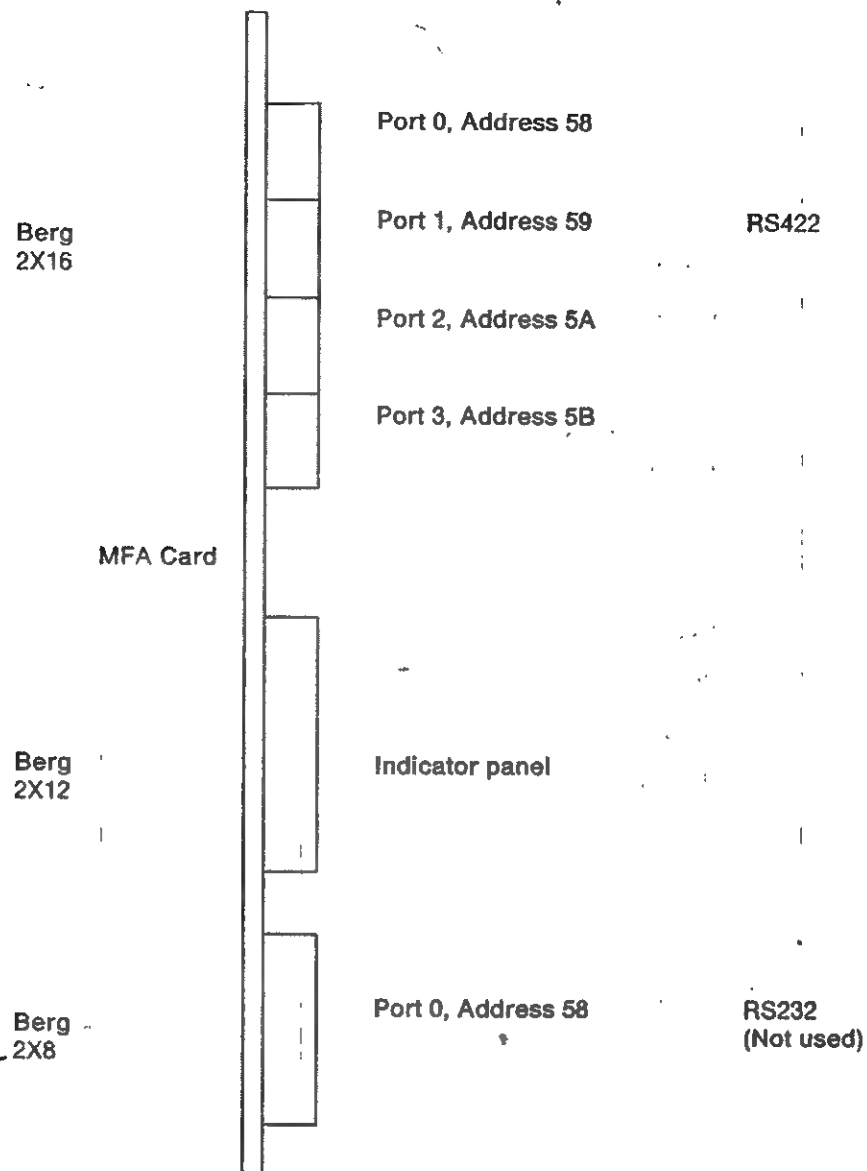 Port 0, Address 58
Berg
2X16
Port 1, Address 59
RS422
Port 2, Address 5A
Port 3, Address 5B
MFA Card
Berg
2X12
Indicator panel
Berg
2X8
Port 0, Address 58
RS232
(Not used)